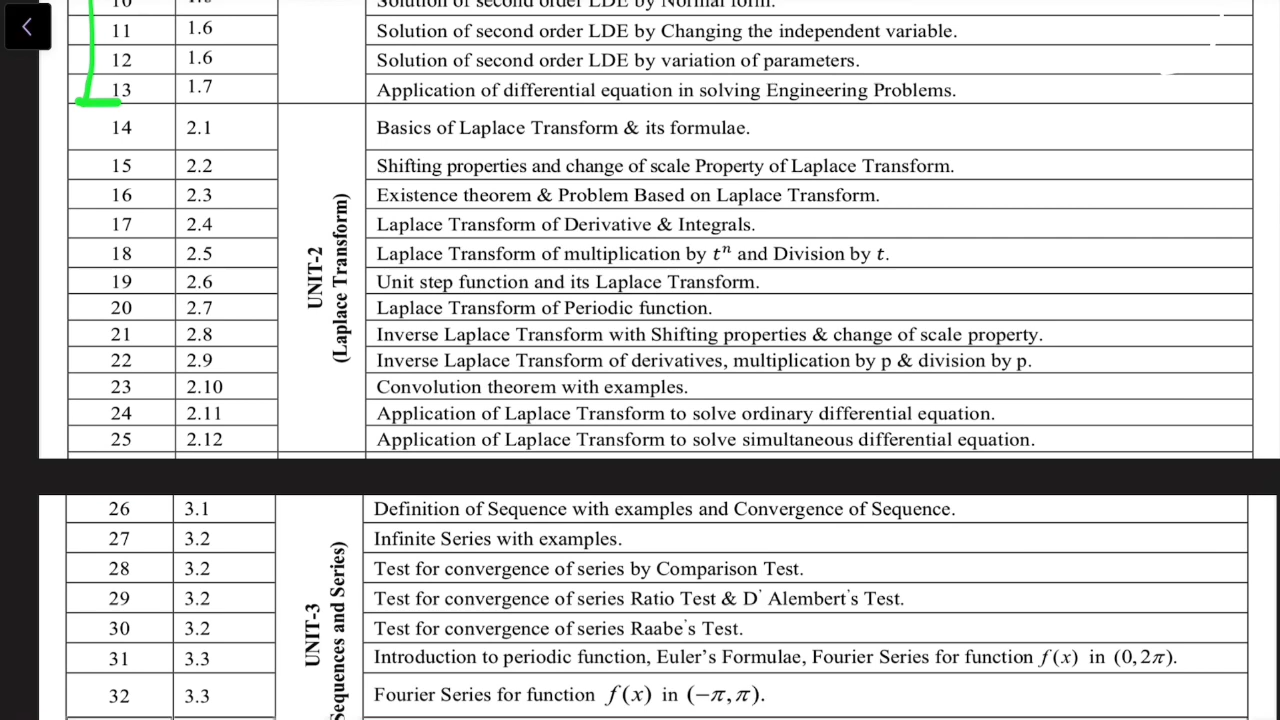 10 Solution of second order LDE by Normal form.
11 1.6 Solution of second order LDE by Changing the independent variable.
12 1.6 Solution of second order LDE by variation of parameters.
13 1.7 Application of differential equation in solving Engineering Problems.
UNIT-2
(Laplace Transform)
14 2.1 Basics of Laplace Transform & its formulae.
15 2.2 Shifting properties and change of scale Property of Laplace Transform.
16 2.3 Existence theorem & Problem Based on Laplace Transform.
17 2.4 Laplace Transform of Derivative & Integrals.
18 2.5 Laplace Transform of multiplication by tⁿ and Division by t.
19 2.6 Unit step function and its Laplace Transform.
20 2.7 Laplace Transform of Periodic function.
21 2.8 Inverse Laplace Transform with Shifting properties & change of scale property.
22 2.9 Inverse Laplace Transform of derivatives, multiplication by p & division by p.
23 2.10 Convolution theorem with examples.
24 2.11 Application of Laplace Transform to solve ordinary differential equation.
25 2.12 Application of Laplace Transform to solve simultaneous differential equation.
UNIT-3
Sequences and Series)
26 3.1 Definition of Sequence with examples and Convergence of Sequence.
27 3.2 Infinite Series with examples.
28 3.2 Test for convergence of series by Comparison Test.
29 3.2 Test for convergence of series Ratio Test & D' Alembert's Test.
30 3.2 Test for convergence of series Raabe's Test.
31 3.3 Introduction to periodic function, Euler's Formulae, Fourier Series for function f(x) in (0, 2π).
32 3.3 Fourier Series for function f(x) in (−π, π).